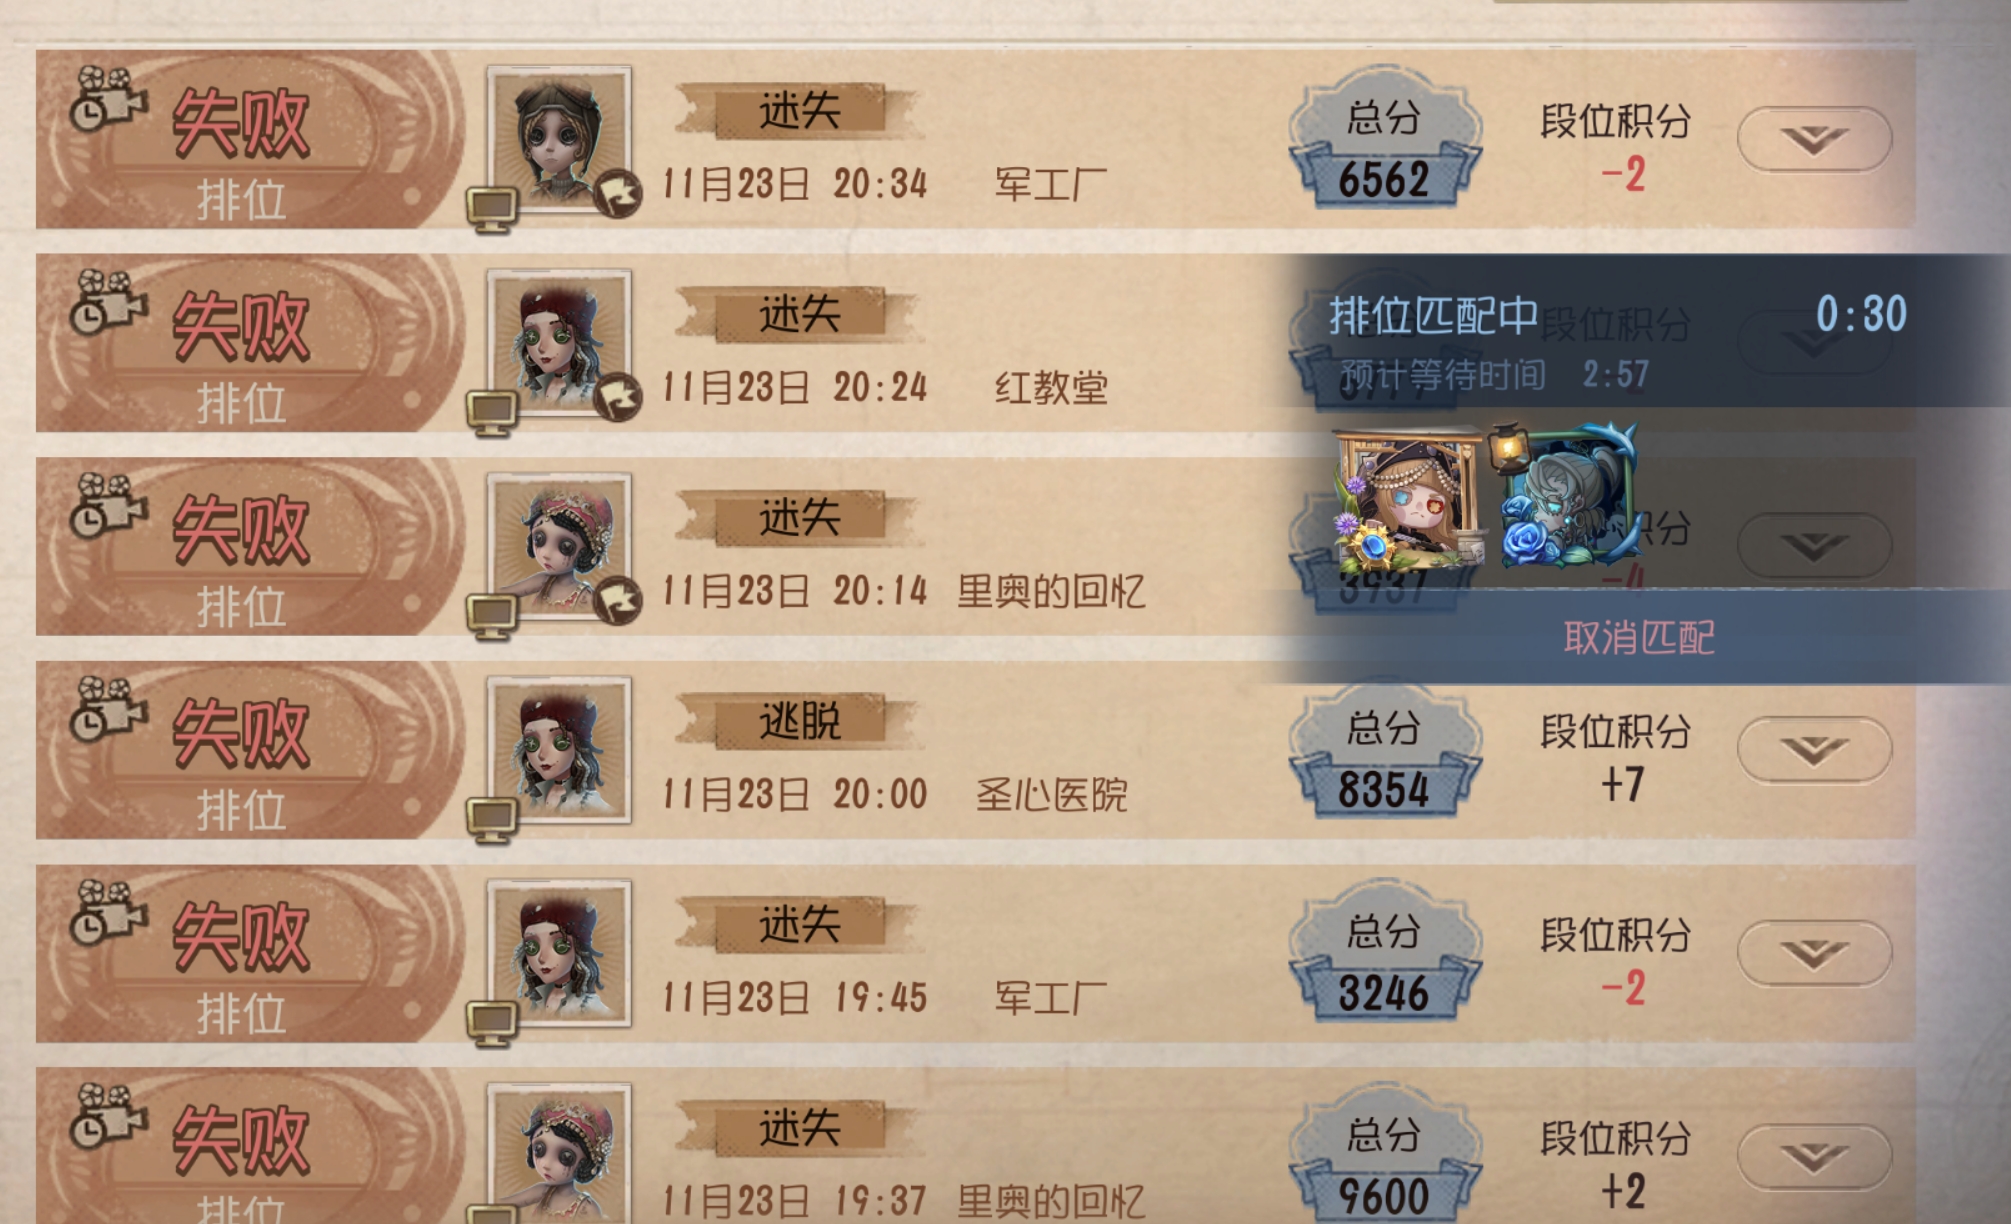 失败
排位
迷失
11月23日 20:34 军工厂
总分
6562
段位积分
-2
失败
排位
迷失
11月23日 20:24 红教堂
段位积分
排位匹配中 0:30
预计等待时间 2:57
失败
排位
迷失
11月23日 20:14 里奥的回忆
3937
积分
-4
取消匹配
失败
排位
逃脱
11月23日 20:00 圣心医院
总分
8354
段位积分
+7
失败
排位
迷失
11月23日 19:45 军工厂
总分
3246
段位积分
-2
失败
排位
迷失
11月23日 19:37 里奥的回忆
总分
9600
段位积分
+2